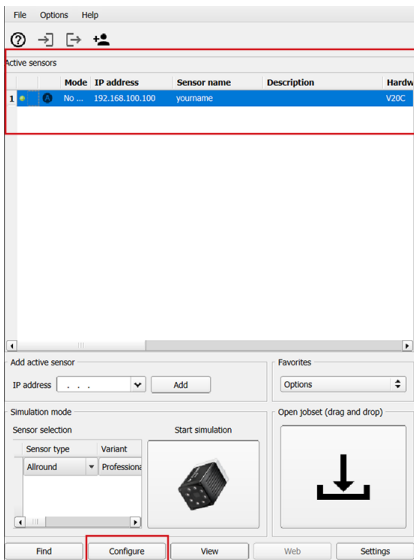 File Options Help
Active sensors
Mode IP address Sensor name Description Hardw
1 A No ... 192.168.100.100 yourname V20C
Add active sensor
Favorites
IP address . . . Add
Options
Simulation mode
Open jobset (drag and drop)
Sensor selection Start simulation
Sensor type Variant
Allround Professiona
Find Configure View Web Settings